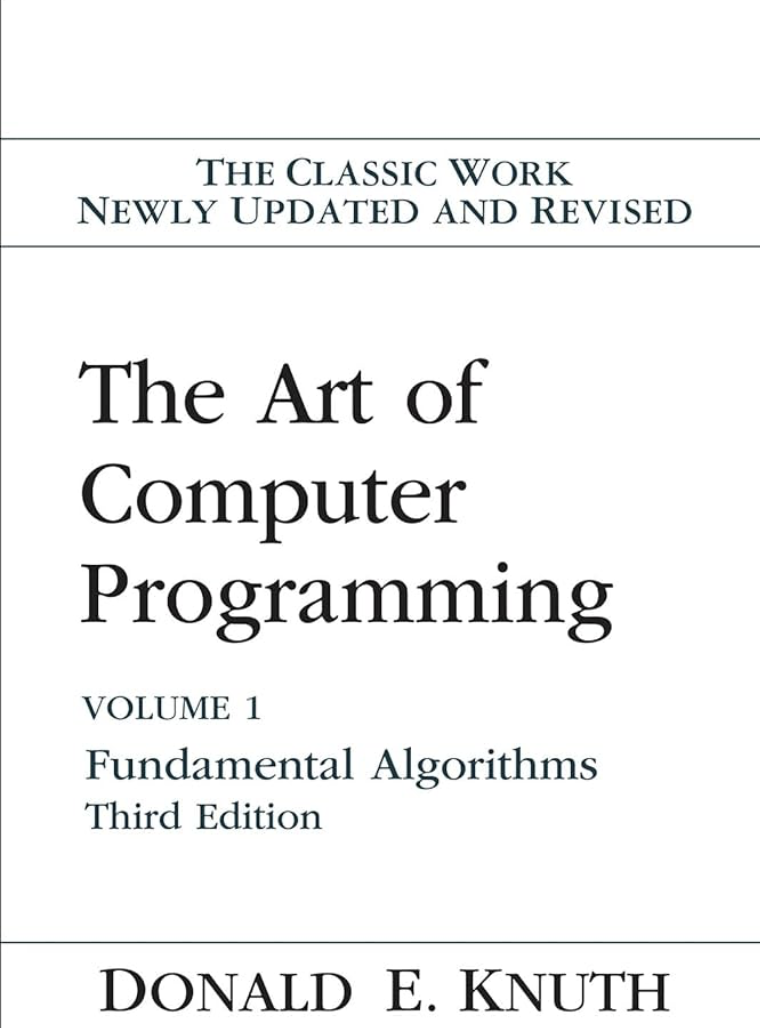 THE CLASSIC WORK
NEWLY UPDATED AND REVISED
The Art of
Computer
Programming
VOLUME 1
Fundamental Algorithms
Third Edition
DONALD E. KNUTH